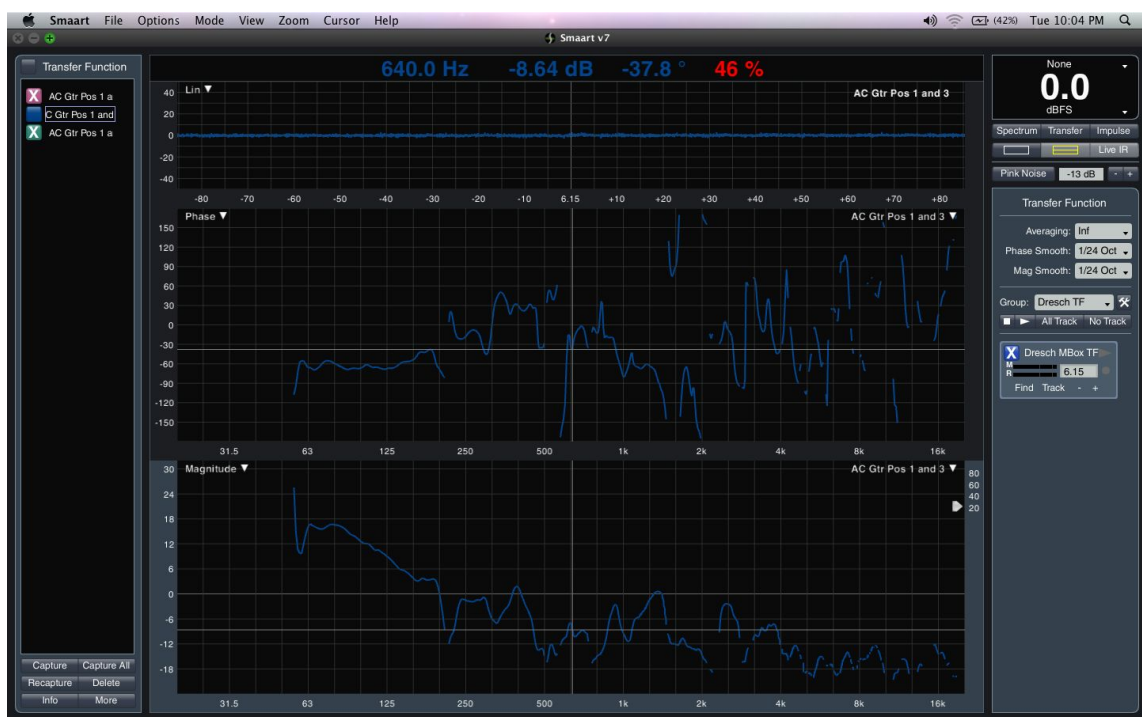 Smaart File Options Mode View Zoom Cursor Help (42%) Tue 10:04 PM
Smaart v7
Transfer Function
AC Gtr Pos 1 a
C Gtr Pos 1 and
AC Gtr Pos 1 a
Capture Capture All
Recapture Delete
Info More
640.0 Hz -8.64 dB -37.8 ° 46 %
Lin ▼ AC Gtr Pos 1 and 3
40
20
0
-20
-40
-80 -70 -60 -50 -40 -30 -20 -10 6.15 +10 +20 +30 +40 +50 +60 +70 +80
Phase ▼ AC Gtr Pos 1 and 3 ▼
150
120
90
60
30
0
-30
-60
-90
-120
-150
31.5 63 125 250 500 1k 2k 4k 8k 16k
Magnitude ▼ AC Gtr Pos 1 and 3 ▼
30
24
18
12
6
0
-6
-12
-18
80
60
40
20
31.5 63 125 250 500 1k 2k 4k 8k 16k
None
0.0
dBFS
Spectrum Transfer Impulse
Live IR
Pink Noise -13 dB - +
Transfer Function
Averaging: Inf
Phase Smooth: 1/24 Oct
Mag Smooth: 1/24 Oct
Group: Dresch TF
All Track No Track
X Dresch MBox TF
M
R 6.15
Find Track - +